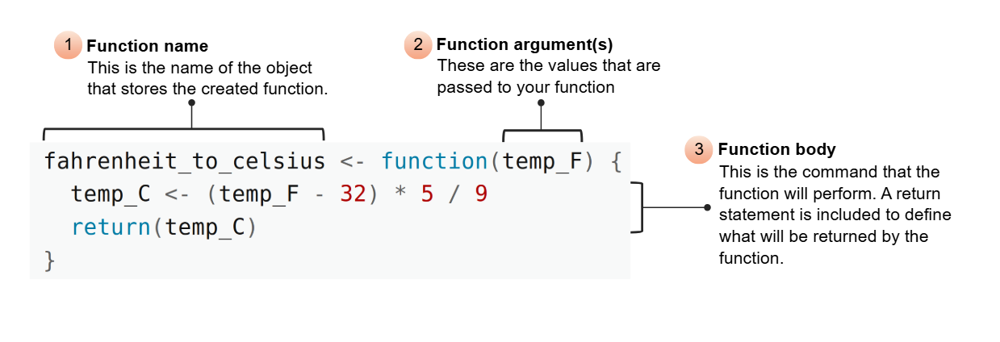 1 Function name
This is the name of the object
that stores the created function.
2 Function argument(s)
These are the values that are
passed to your function
fahrenheit_to_celsius <- function(temp_F) {
  temp_C <- (temp_F - 32) * 5 / 9
  return(temp_C)
}
3 Function body
This is the command that the
function will perform. A return
statement is included to define
what will be returned by the
function.